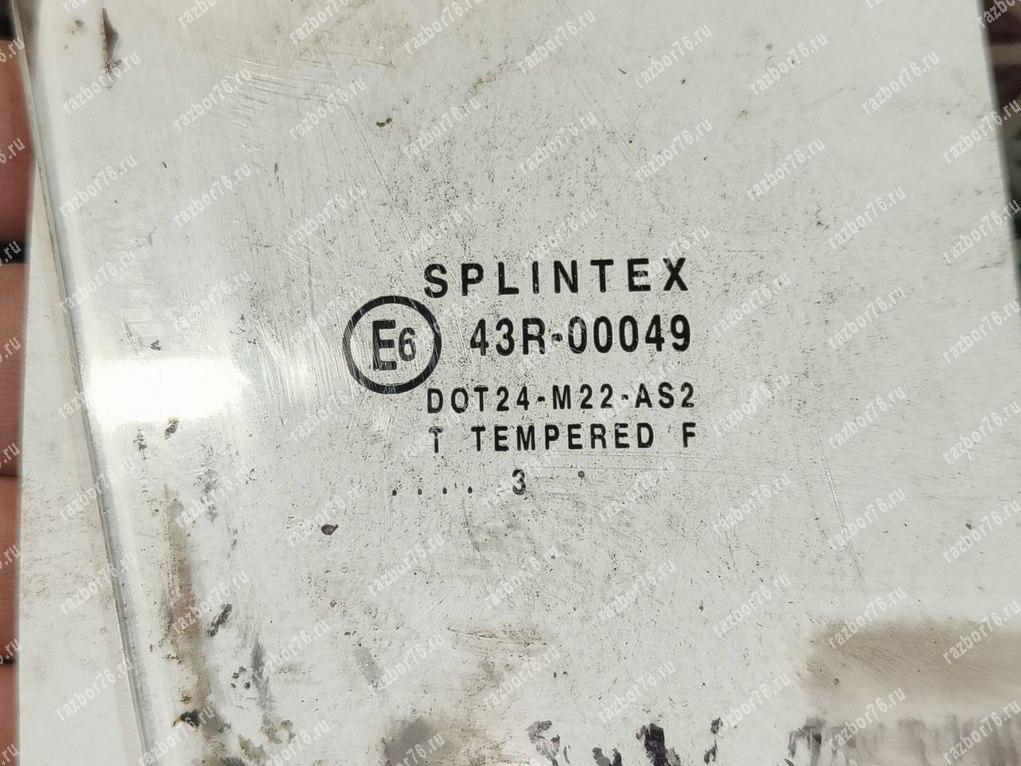 SPLINTEX
E6 43R-00049
DOT24-M22-AS2
T TEMPERED F
.... 3
razbor76.ru